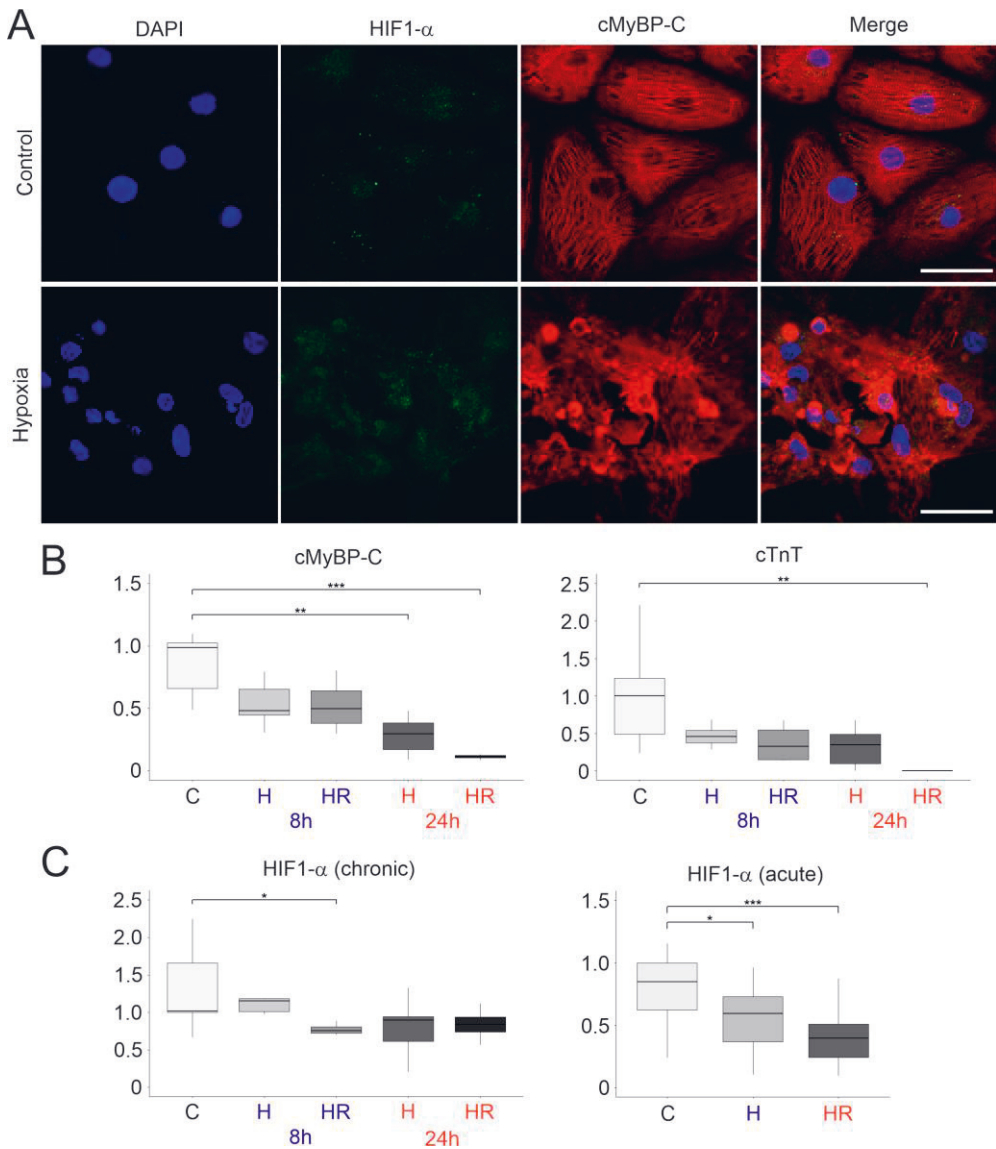 A
DAPI HIF1-α cMyBP-C Merge
Control
Hypoxia
B
cMyBP-C
1.5
1.0
0.5
0
***
**
C H HR H HR
8h 24h
cTnT
2.5
2.0
1.5
1.0
0.5
0
**
C H HR H HR
8h 24h
C
HIF1-α (chronic)
2.5
2.0
1.5
1.0
0.5
0
*
C H HR H HR
8h 24h
HIF1-α (acute)
1.5
1.0
0.5
0
***
*
C H HR